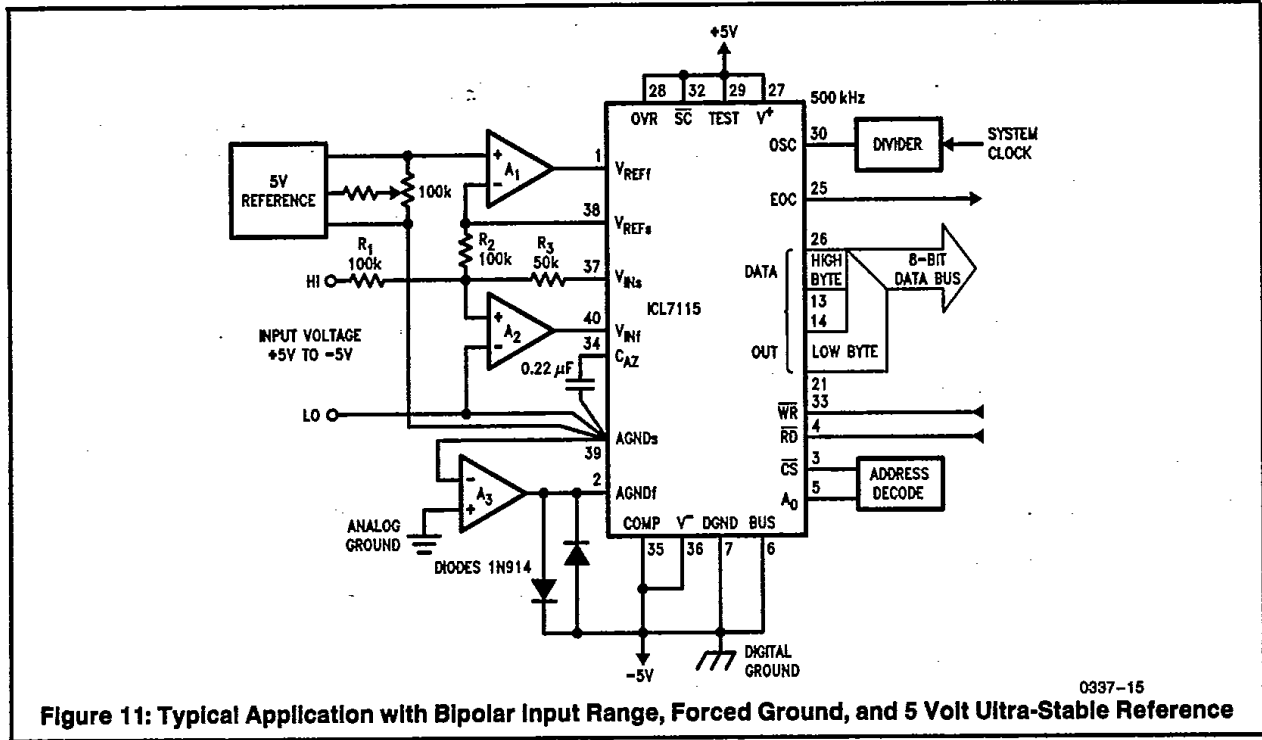 +5V
28 32 29 27
OVR S̅C̅ TEST V+
500 kHz
OSC 30 DIVIDER SYSTEM
CLOCK
5V
REFERENCE
100k
+ A1 −
1 VREFf
EOC 25
38 VREFs
R1
100k
R2
100k
R3
50k
37 VINs
HI
ICL7115
26
DATA HIGH
BYTE
8-BIT
DATA BUS
13
14
INPUT VOLTAGE
+5V TO −5V
+ A2 −
40 VINf
34 CAZ
0.22 µF
OUT LOW BYTE
21
LO
33
W̅R̅
4
R̅D̅
AGNDs
39
3
C̅S̅
5
A0
ADDRESS
DECODE
− A3 +
2 AGNDf
ANALOG
GROUND
COMP V− DGND BUS
35 36 7 6
DIODES 1N914
−5V
DIGITAL
GROUND
0337–15
Figure 11: Typical Application with Bipolar Input Range, Forced Ground, and 5 Volt Ultra-Stable Reference